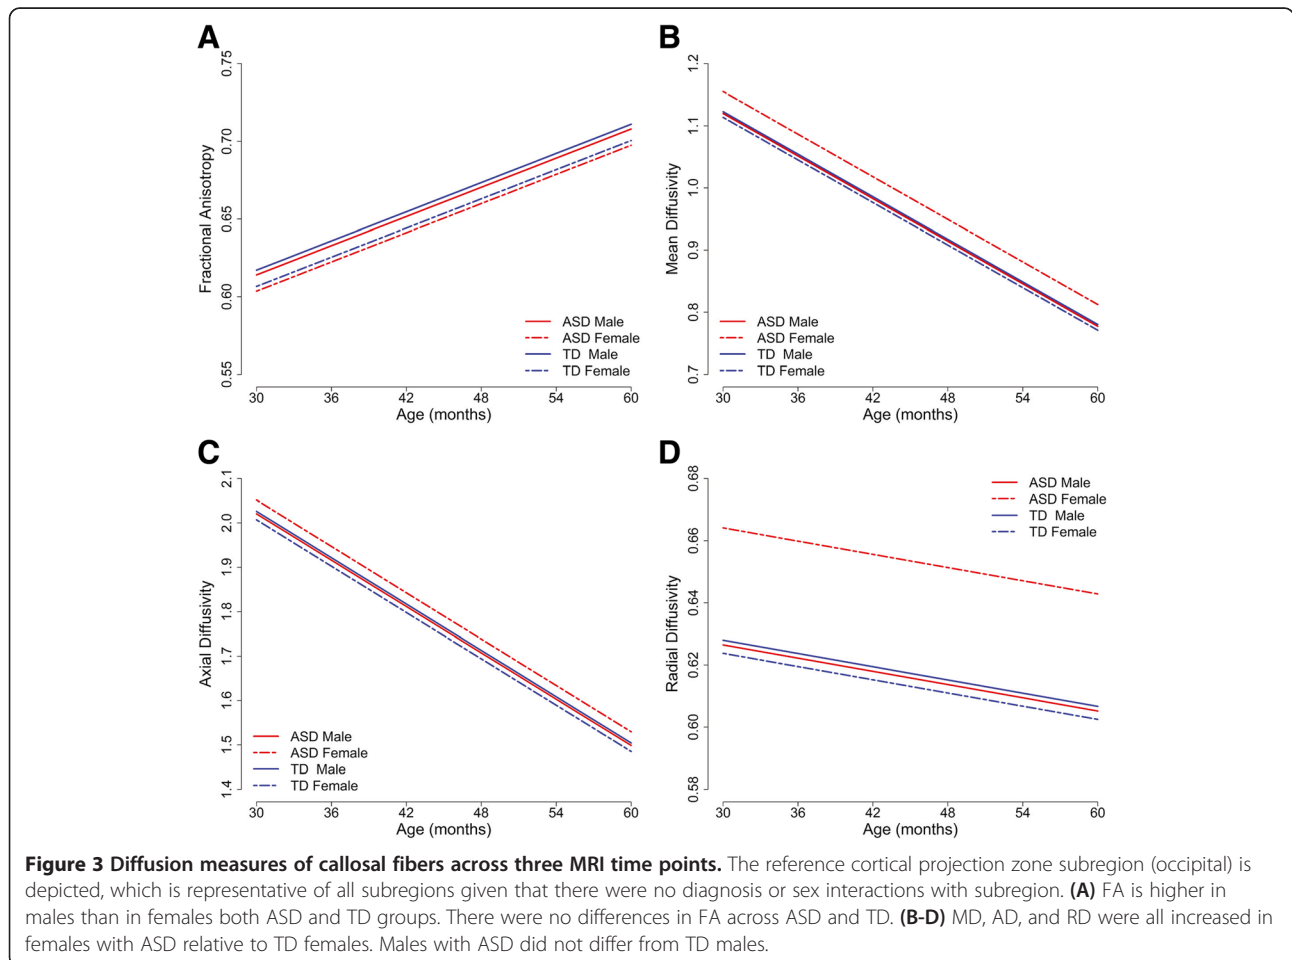 A
0.75
0.70
0.65
0.60
0.55
Fractional Anisotropy
ASD Male
ASD Female
TD Male
TD Female
30 36 42 48 54 60
Age (months)
B
1.2
1.1
1.0
0.9
0.8
0.7
Mean Diffusivity
ASD Male
ASD Female
TD Male
TD Female
30 36 42 48 54 60
Age (months)
C
2.1
2.0
1.9
1.8
1.7
1.6
1.5
1.4
Axial Diffusivity
ASD Male
ASD Female
TD Male
TD Female
30 36 42 48 54 60
Age (months)
D
0.68
0.66
0.64
0.62
0.60
0.58
Radial Diffusivity
ASD Male
ASD Female
TD Male
TD Female
30 36 42 48 54 60
Age (months)
Figure 3 Diffusion measures of callosal fibers across three MRI time points. The reference cortical projection zone subregion (occipital) is
depicted, which is representative of all subregions given that there were no diagnosis or sex interactions with subregion. (A) FA is higher in
males than in females both ASD and TD groups. There were no differences in FA across ASD and TD. (B-D) MD, AD, and RD were all increased in
females with ASD relative to TD females. Males with ASD did not differ from TD males.